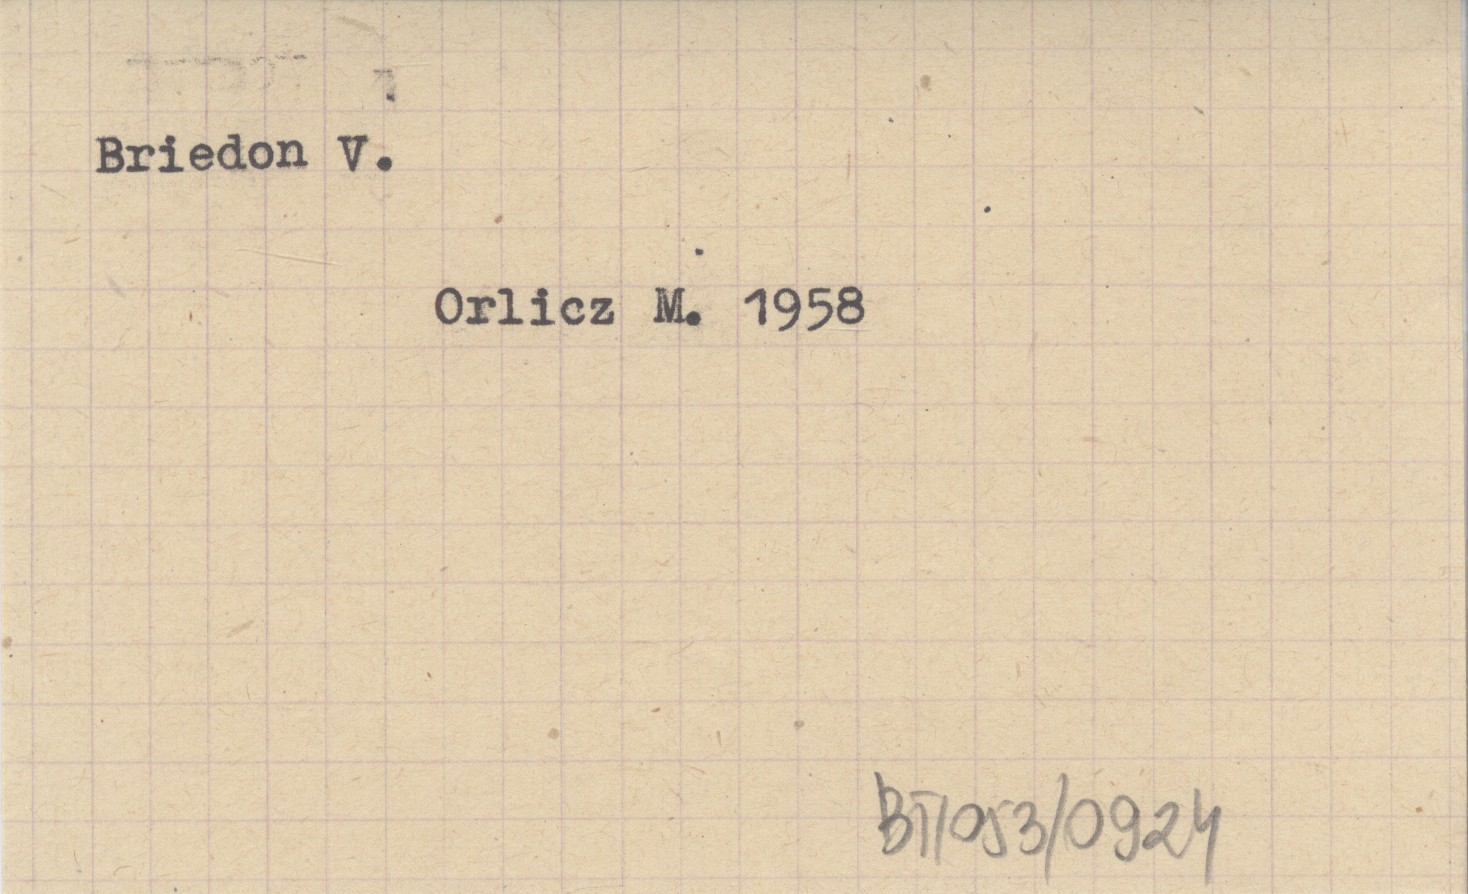 Briedon V.
Orlicz M. 1958
BT/053/0924